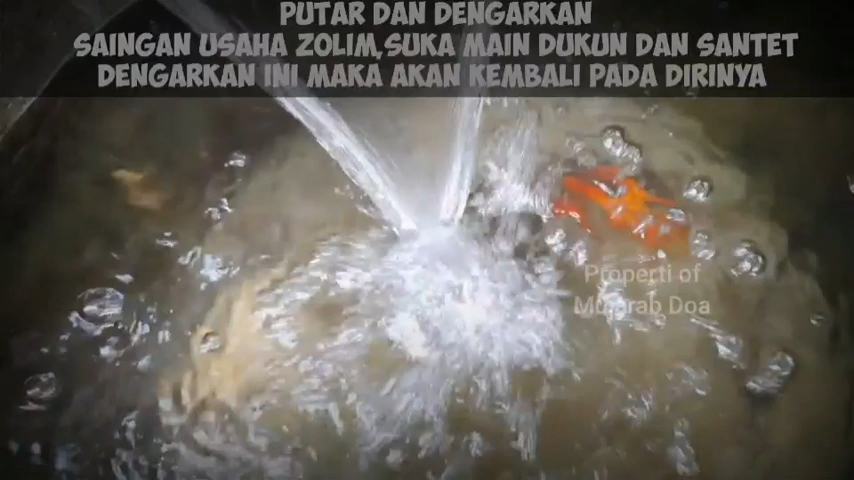 PUTAR DAN DENGARKAN
SAINGAN USAHA ZOLIM,SUKA MAIN DUKUN DAN SANTET
DENGARKAN INI MAKA AKAN KEMBALI PADA DIRINYA
Properti of
Mujarab Doa